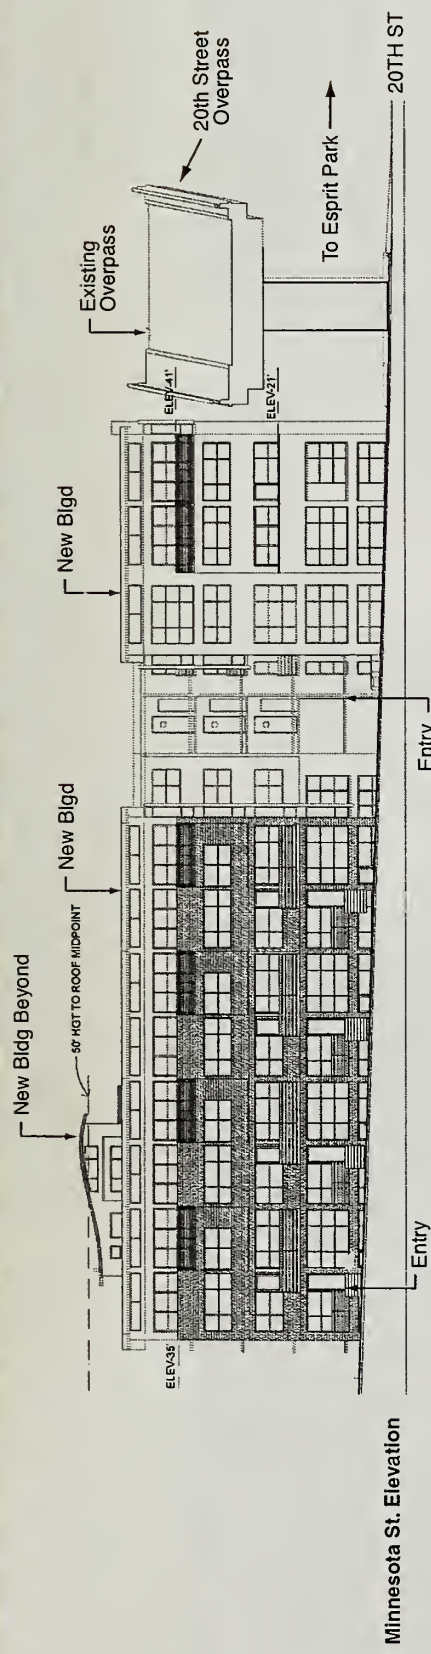 New Bldg Beyond
50' HGT TO ROOF MIDPOINT
New Blgd
New Blgd
Existing
Overpass
20th Street
Overpass
ELEV-35'
ELEV-41'
ELEV-21'
To Esprit Park
20TH ST
Entry
Entry
Minnesota St. Elevation